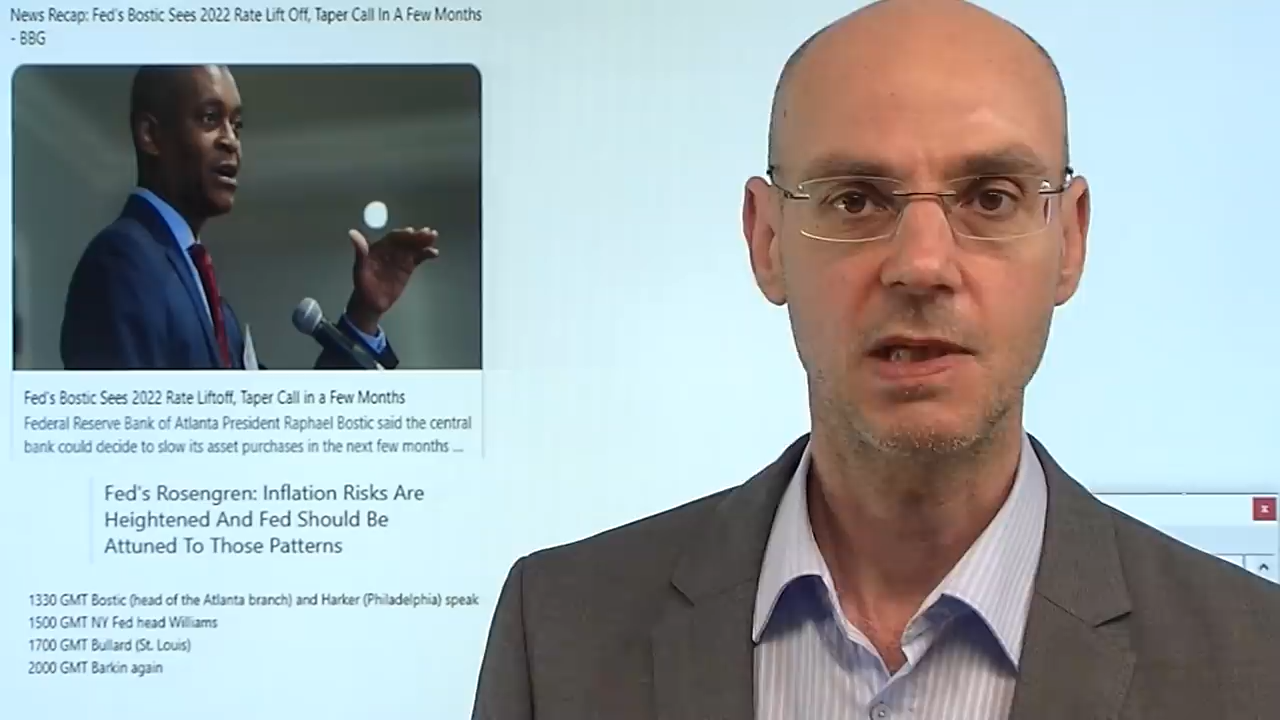 News Recap: Fed's Bostic Sees 2022 Rate Lift Off, Taper Call In A Few Months
- BBG
Fed's Bostic Sees 2022 Rate Liftoff, Taper Call in a Few Months
Federal Reserve Bank of Atlanta President Raphael Bostic said the central
bank could decide to slow its asset purchases in the next few months ...
Fed's Rosengren: Inflation Risks Are
Heightened And Fed Should Be
Attuned To Those Patterns
1330 GMT Bostic (head of the Atlanta branch) and Harker (Philadelphia) speak
1500 GMT NY Fed head Williams
1700 GMT Bullard (St. Louis)
2000 GMT Barkin again
x